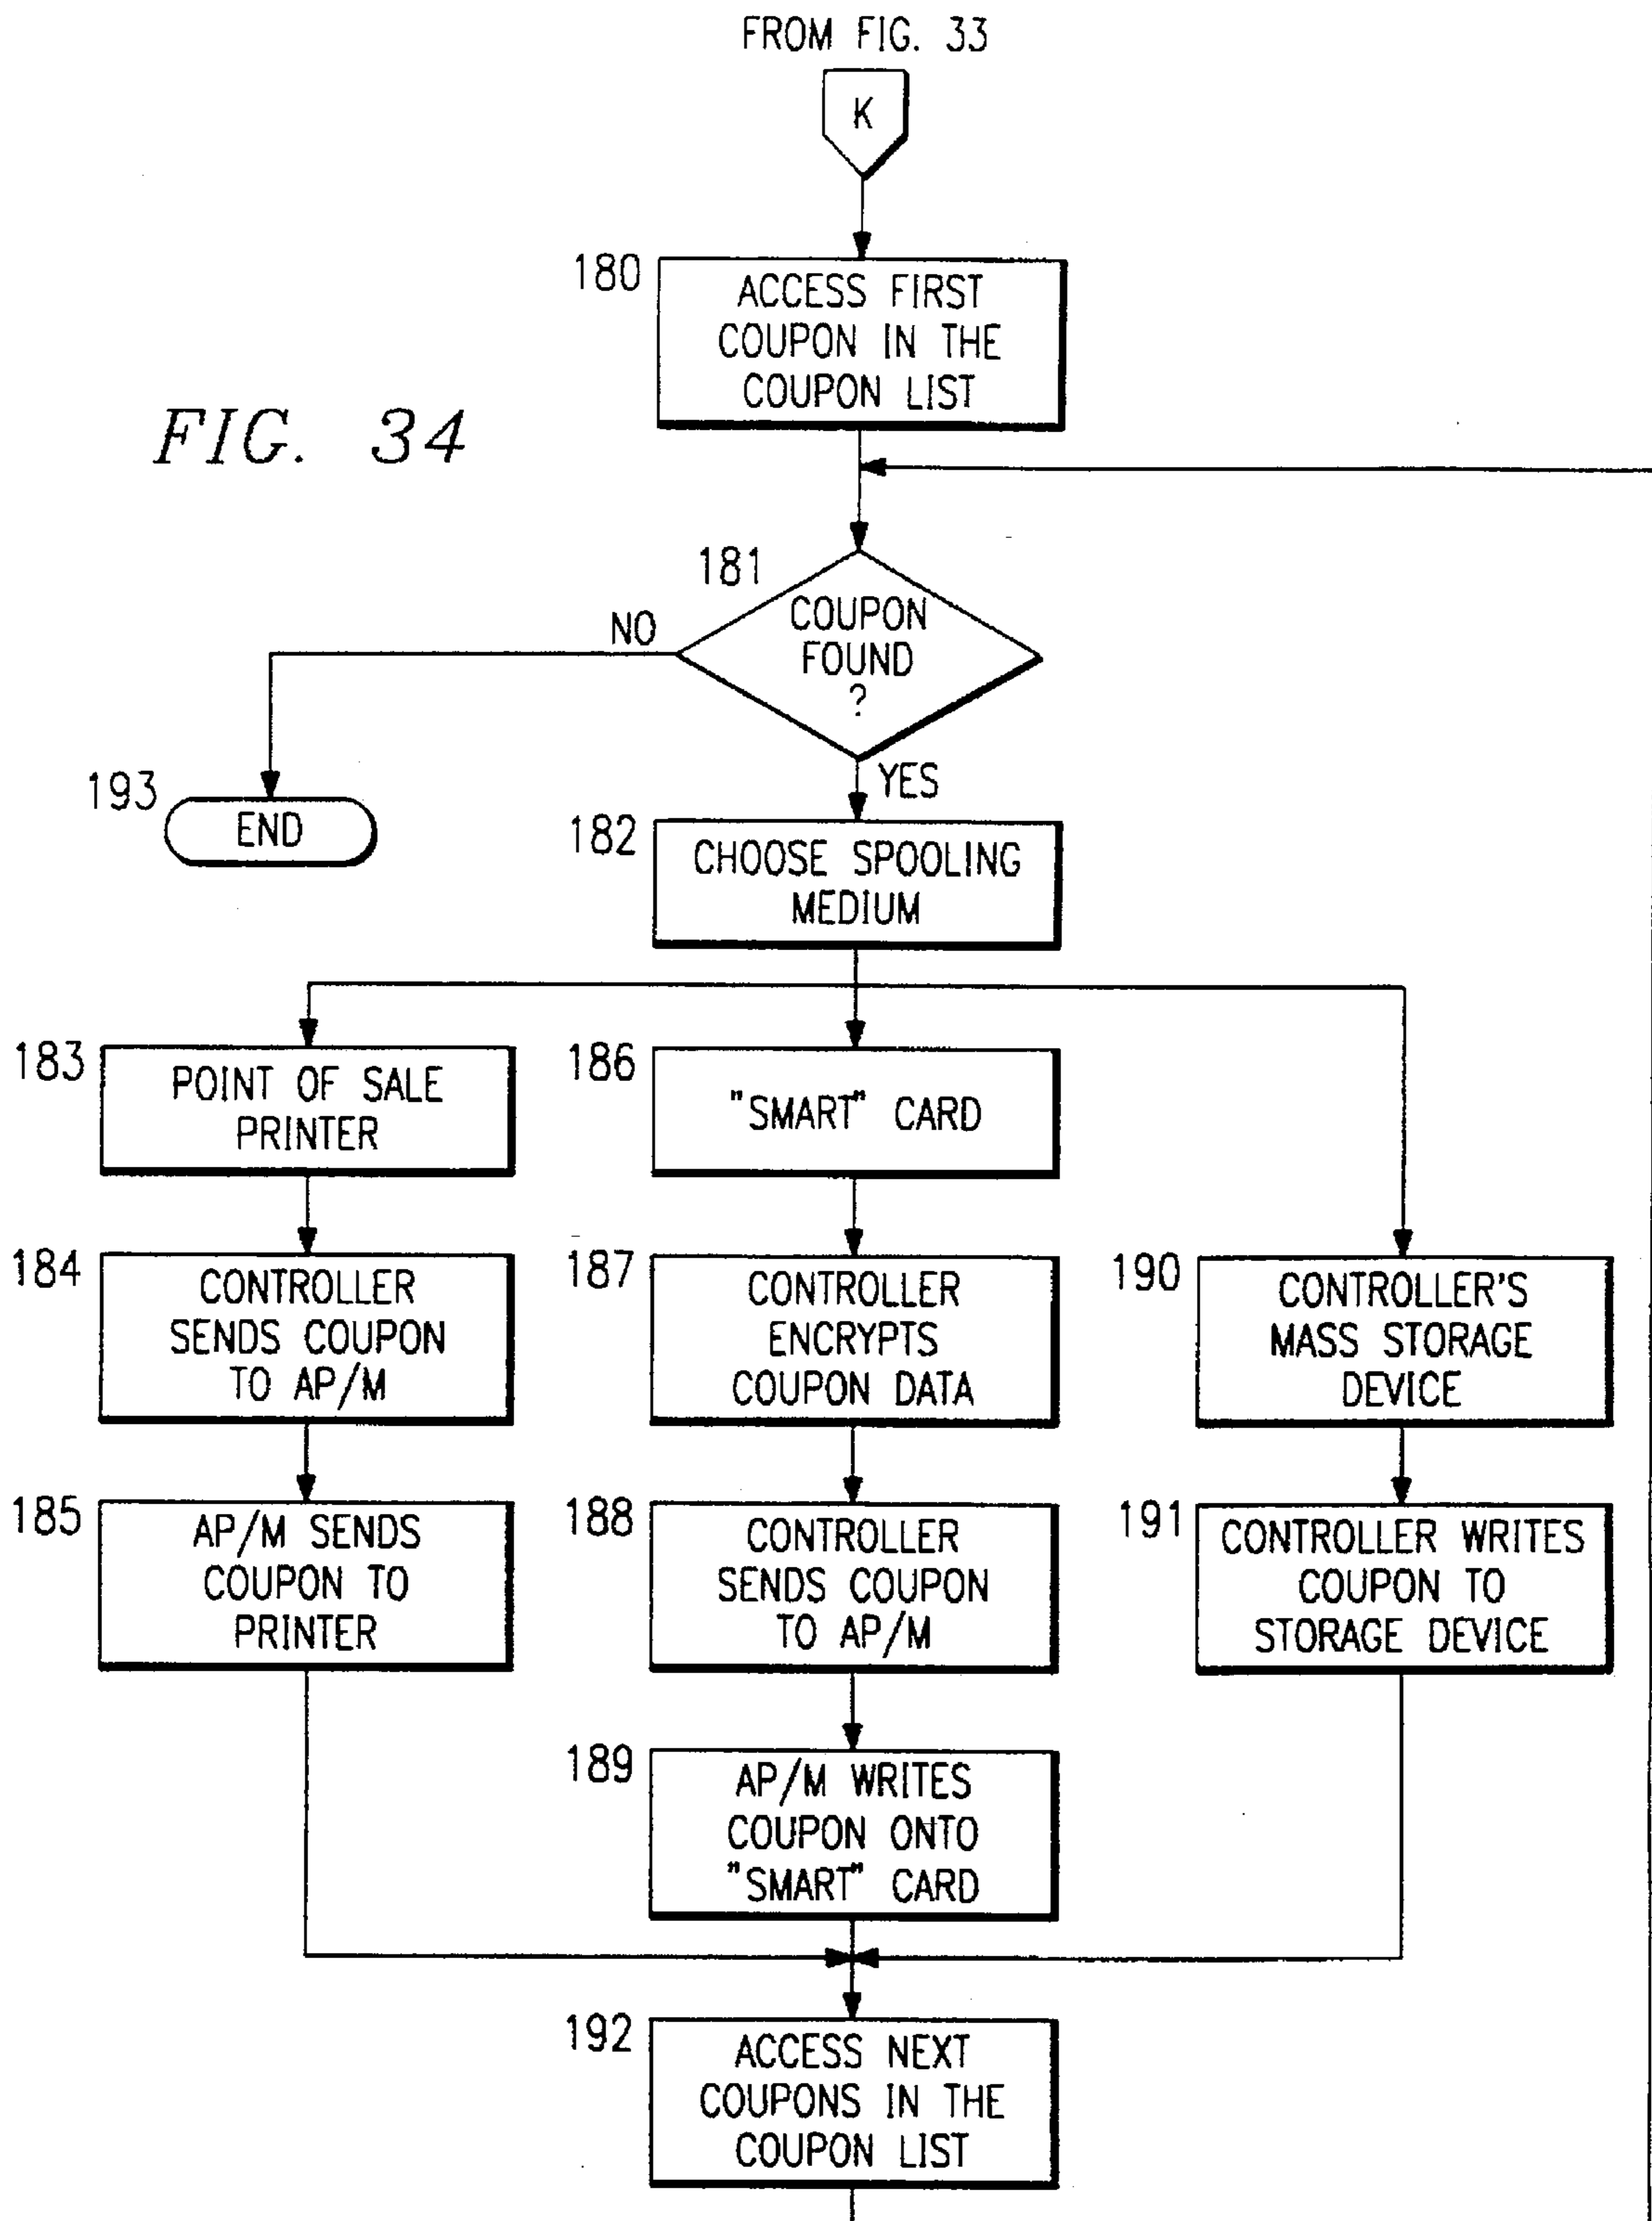 FROM FIG. 33
K
180
ACCESS FIRST
COUPON IN THE
COUPON LIST
FIG. 34
181
COUPON
FOUND
?
NO
YES
193
END
182
CHOOSE SPOOLING
MEDIUM
183
POINT OF SALE
PRINTER
186
"SMART" CARD
184
CONTROLLER
SENDS COUPON
TO AP/M
187
CONTROLLER
ENCRYPTS
COUPON DATA
190
CONTROLLER'S
MASS STORAGE
DEVICE
185
AP/M SENDS
COUPON TO
PRINTER
188
CONTROLLER
SENDS COUPON
TO AP/M
191
CONTROLLER WRITES
COUPON TO
STORAGE DEVICE
189
AP/M WRITES
COUPON ONTO
"SMART" CARD
192
ACCESS NEXT
COUPONS IN THE
COUPON LIST